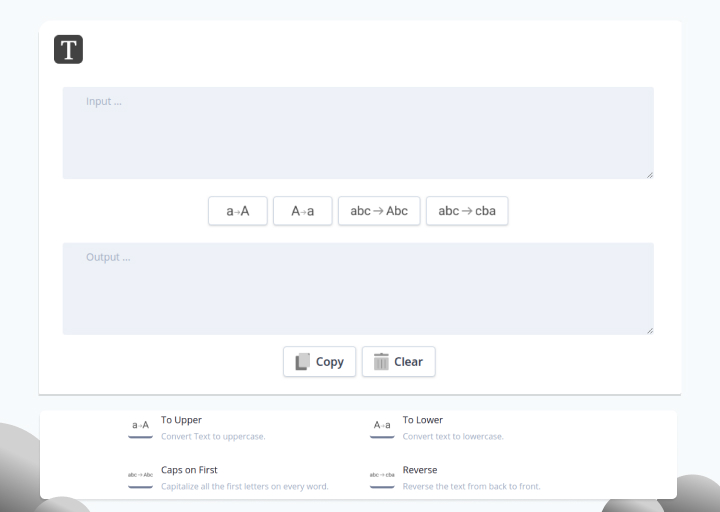 T
Input ...
a→A A→a abc→Abc abc→cba
Output ...
Copy Clear
a→A To Upper
Convert Text to uppercase.
A→a To Lower
Convert text to lowercase.
abc→Abc Caps on First
Capitalize all the first letters on every word.
abc→cba Reverse
Reverse the text from back to front.